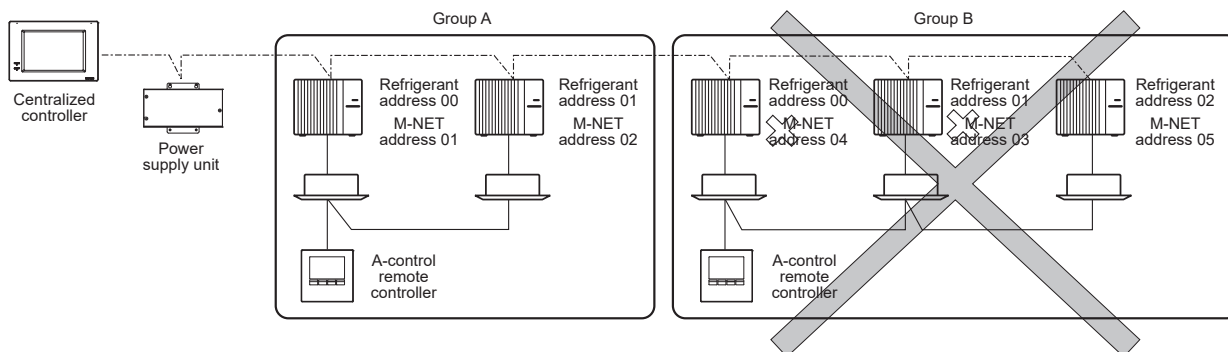 Group A
Group B
Centralized
controller
Power
supply unit
Refrigerant
address 00
M-NET
address 01
Refrigerant
address 01
M-NET
address 02
A-control
remote
controller
Refrigerant
address 00
M-NET
address 04
Refrigerant
address 01
M-NET
address 03
Refrigerant
address 02
M-NET
address 05
A-control
remote
controller